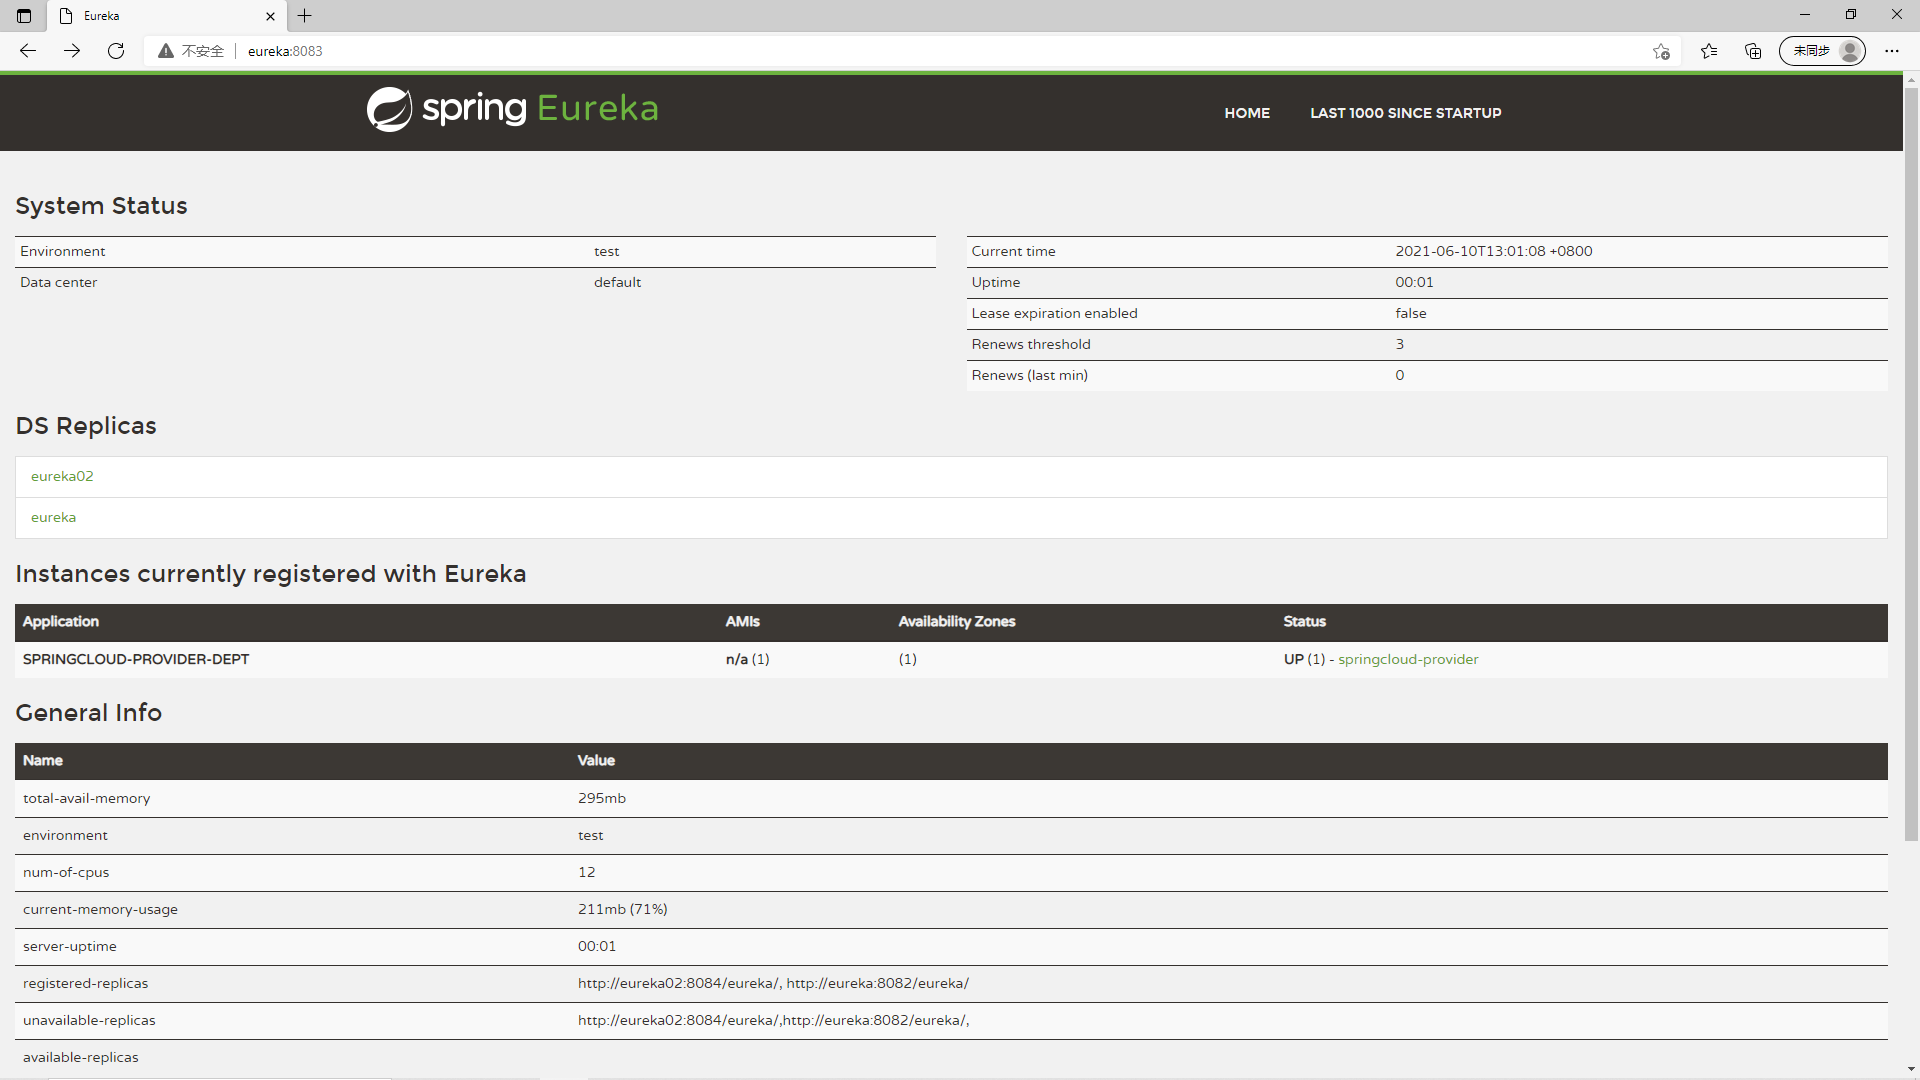 Eureka
不安全 eureka:8083 未同步
spring Eureka HOME LAST 1000 SINCE STARTUP
System Status
Environment test
Data center default
Current time 2021-06-10T13:01:08 +0800
Uptime 00:01
Lease expiration enabled false
Renews threshold 3
Renews (last min) 0
DS Replicas
eureka02
eureka
Instances currently registered with Eureka
Application AMIs Availability Zones Status
SPRINGCLOUD-PROVIDER-DEPT n/a (1) (1) UP (1) - springcloud-provider
General Info
Name Value
total-avail-memory 295mb
environment test
num-of-cpus 12
current-memory-usage 211mb (71%)
server-uptime 00:01
registered-replicas http://eureka02:8084/eureka/, http://eureka:8082/eureka/
unavailable-replicas http://eureka02:8084/eureka/,http://eureka:8082/eureka/,
available-replicas